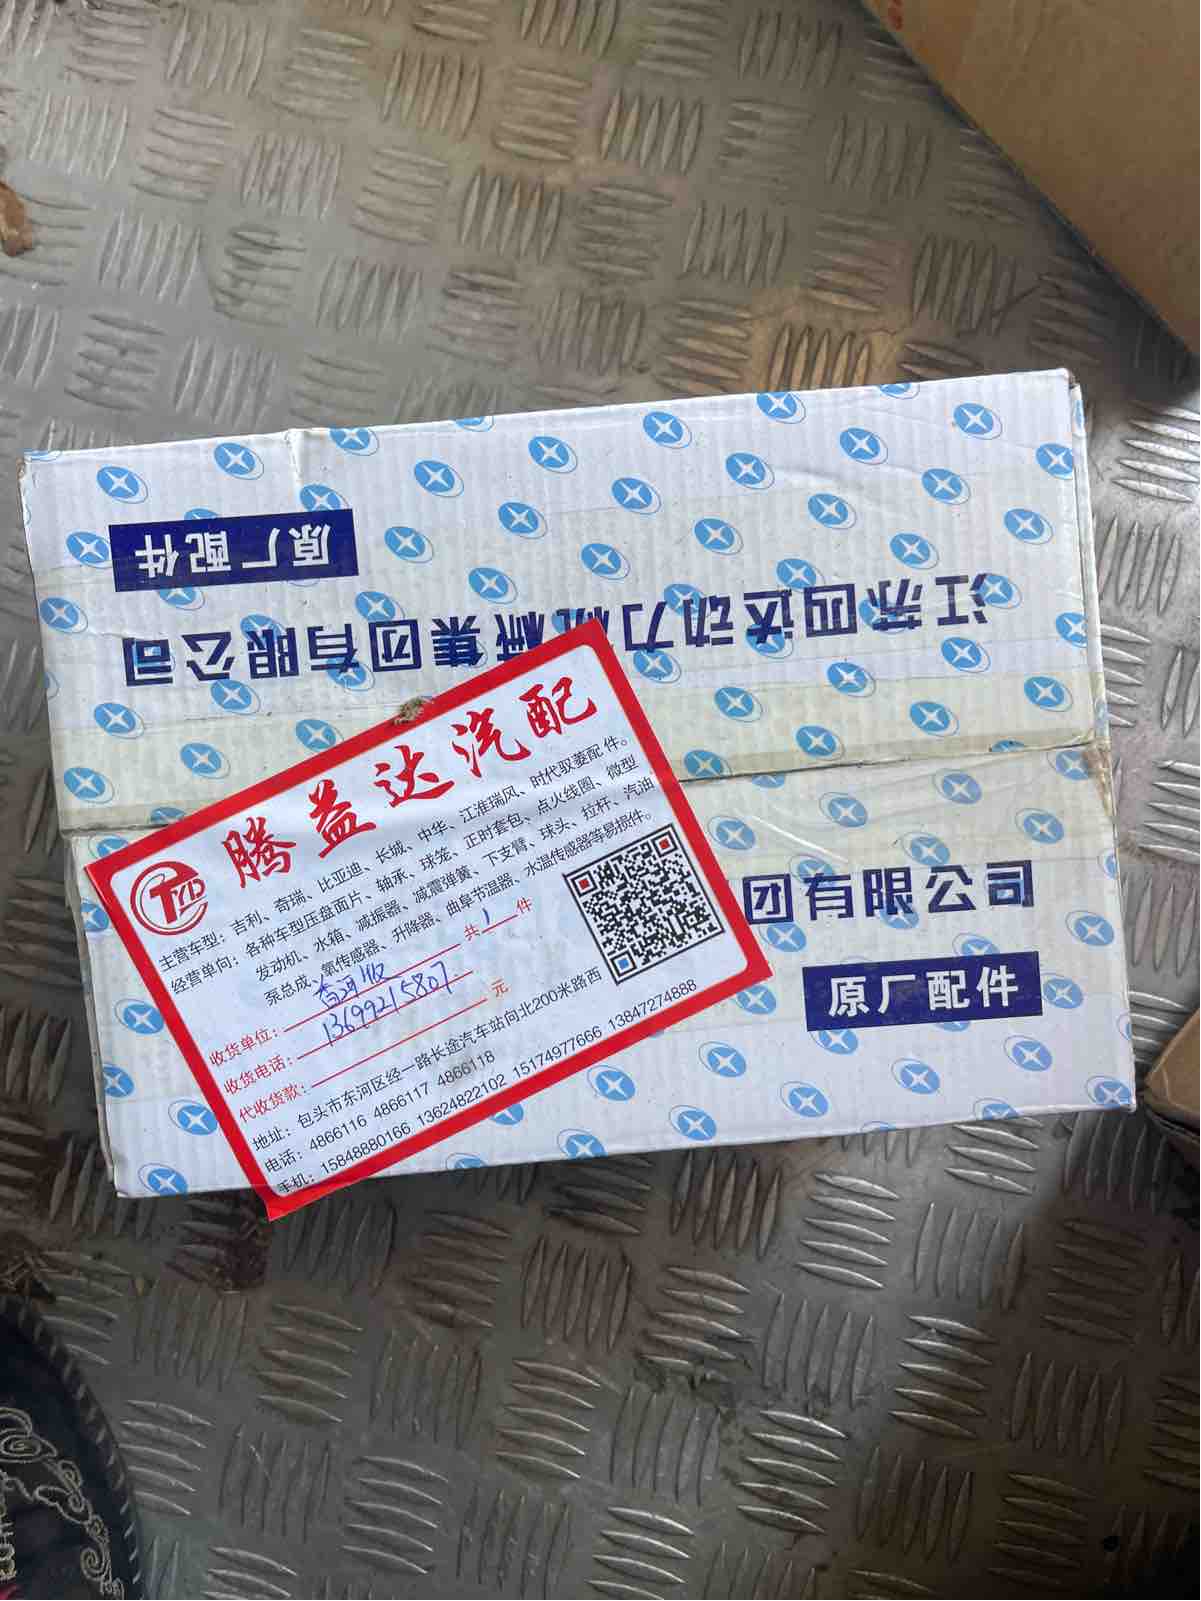 原厂配件
江苏四达动力机械集团有限公司
腾益达汽配
TYD
主营车型：吉利、奇瑞、比亚迪、长城、中华、江淮瑞风、时代驭菱配件。
经营单向：各种车型压盘面片、轴承、球笼、正时套包、点火线圈、微型
发动机、水箱、减振器、减震弹簧、下支臂、球头、拉杆、汽油
泵总成、氧传感器、升降器、曲阜节温器、水温传感器等易损件。
共1件
收货单位：
收货电话：13699215807
代收货款： 元
地址：包头市东河区经一路长途汽车站向北200米路西
电话：4866116 4866117 4866118
手机：15848880166 13624822102 15174977666 13847274888
团有限公司
原厂配件